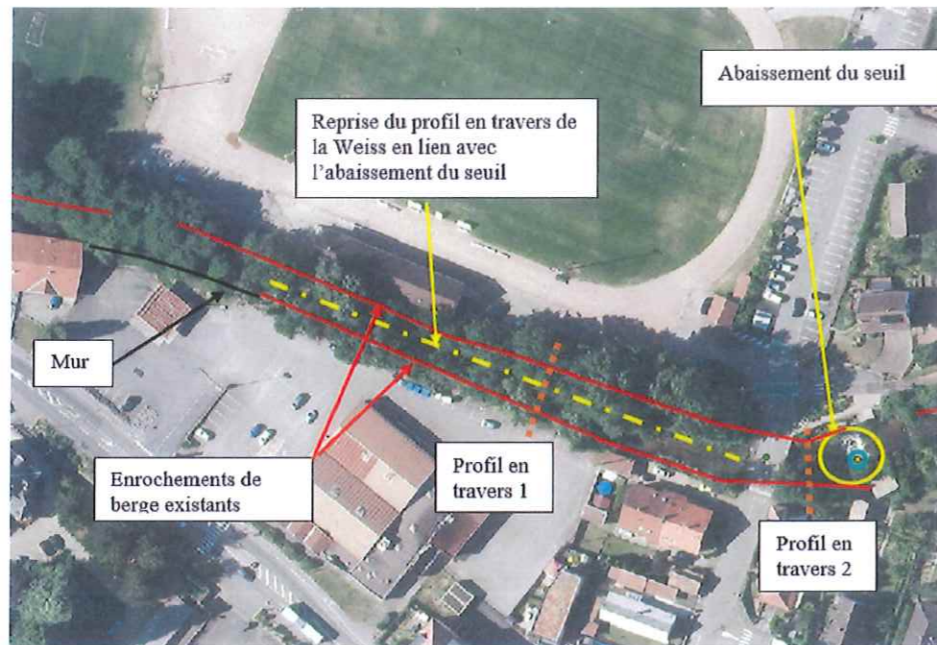 Abaissement du seuil
Reprise du profil en travers de
la Weiss en lien avec
l'abaissement du seuil
Mur
Enrochements de
berge existants
Profil en
travers 1
Profil en
travers 2